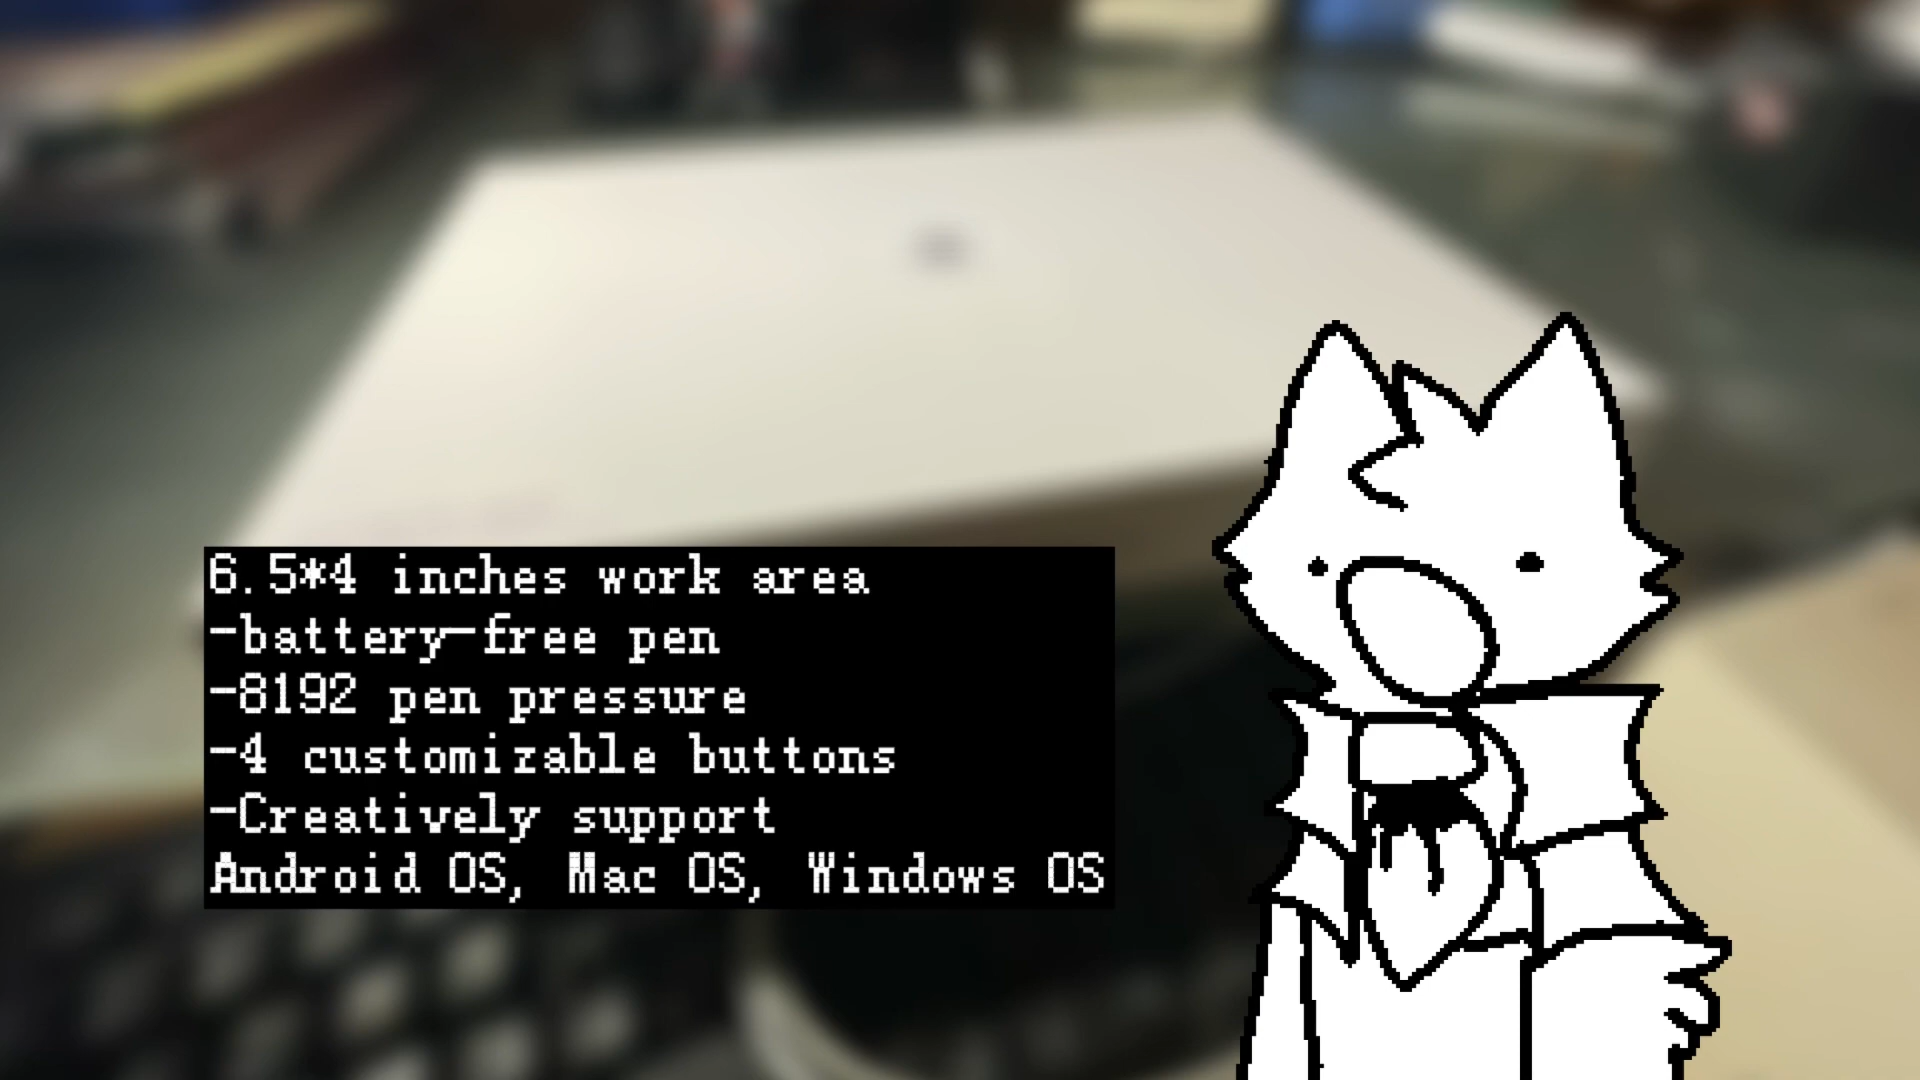 6.5*4 inches work area
-battery-free pen
-8192 pen pressure
-4 customizable buttons
-Creatively support
Android OS, Mac OS, Windows OS